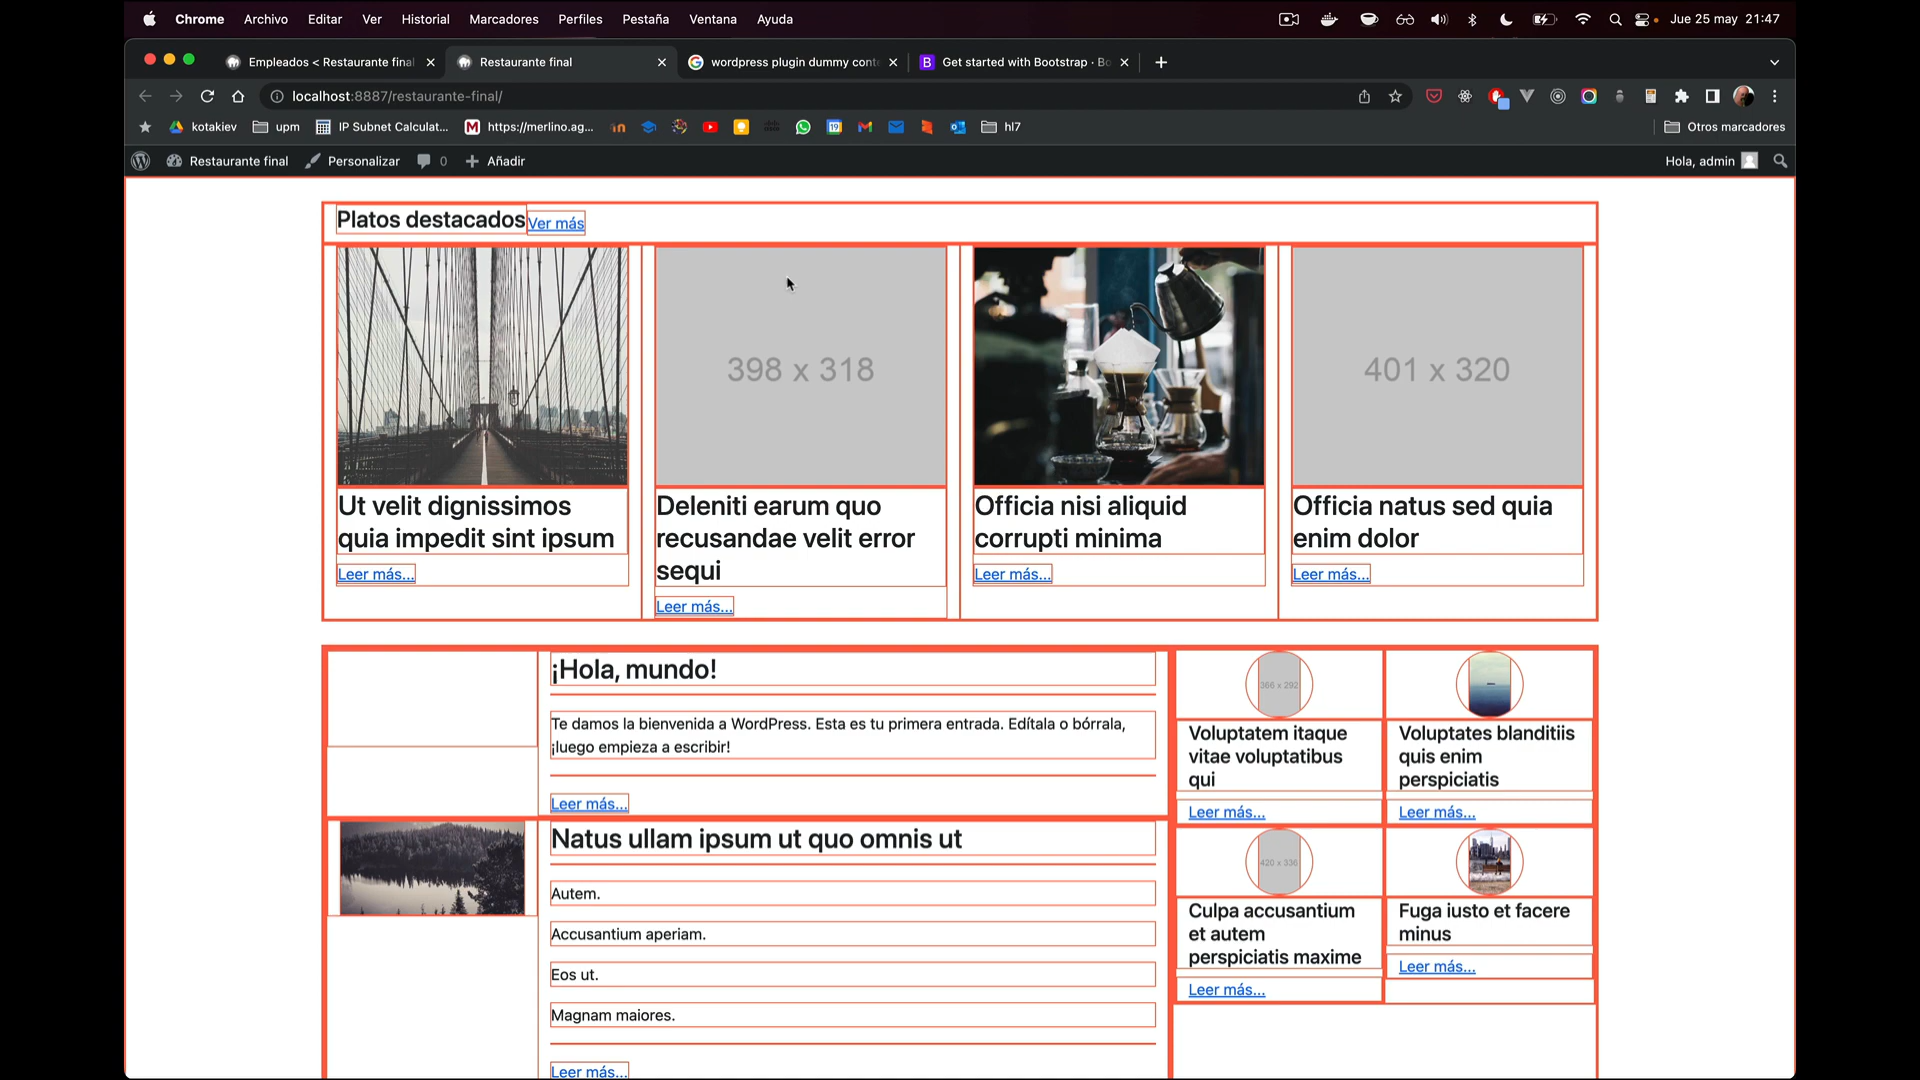 Chrome Archivo Editar Ver Historial Marcadores Perfiles Pestaña Ventana Ayuda Jue 25 may 21:47
Empleados < Restaurante final Restaurante final wordpress plugin dummy cont Get started with Bootstrap · Bo
localhost:8887/restaurante-final/
kotakiev upm IP Subnet Calculat... https://merlino.ag... hl7 Otros marcadores
Restaurante final Personalizar 0 Añadir Hola, admin
Platos destacados Ver más
398 x 318
401 x 320
Ut velit dignissimos
quia impedit sint ipsum
Leer más...
Deleniti earum quo
recusandae velit error
sequi
Leer más...
Officia nisi aliquid
corrupti minima
Leer más...
Officia natus sed quia
enim dolor
Leer más...
¡Hola, mundo!
Te damos la bienvenida a WordPress. Esta es tu primera entrada. Edítala o bórrala,
¡luego empieza a escribir!
Leer más...
Natus ullam ipsum ut quo omnis ut
Autem.
Accusantium aperiam.
Eos ut.
Magnam maiores.
Leer más...
366 x 292
Voluptatem itaque
vitae voluptatibus
qui
Leer más...
Voluptates blanditiis
quis enim
perspiciatis
Leer más...
420 x 336
Culpa accusantium
et autem
perspiciatis maxime
Leer más...
Fuga iusto et facere
minus
Leer más...